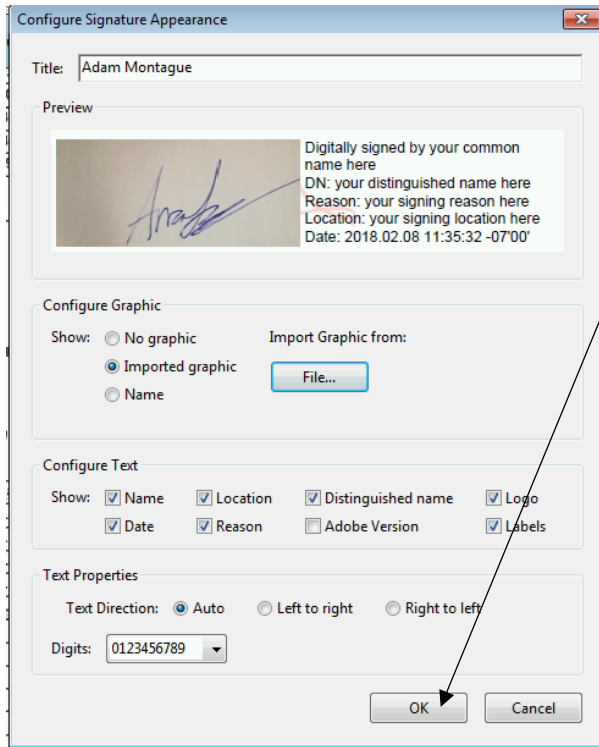 Configure Signature Appearance
Title: Adam Montague
Preview
Digitally signed by your common
name here
DN: your distinguished name here
Reason: your signing reason here
Location: your signing location here
Date: 2018.02.08 11:35:32 -07'00'
Configure Graphic
Show: No graphic Import Graphic from:
Imported graphic File...
Name
Configure Text
Show: Name Location Distinguished name Logo
Date Reason Adobe Version Labels
Text Properties
Text Direction: Auto Left to right Right to left
Digits: 0123456789
OK Cancel